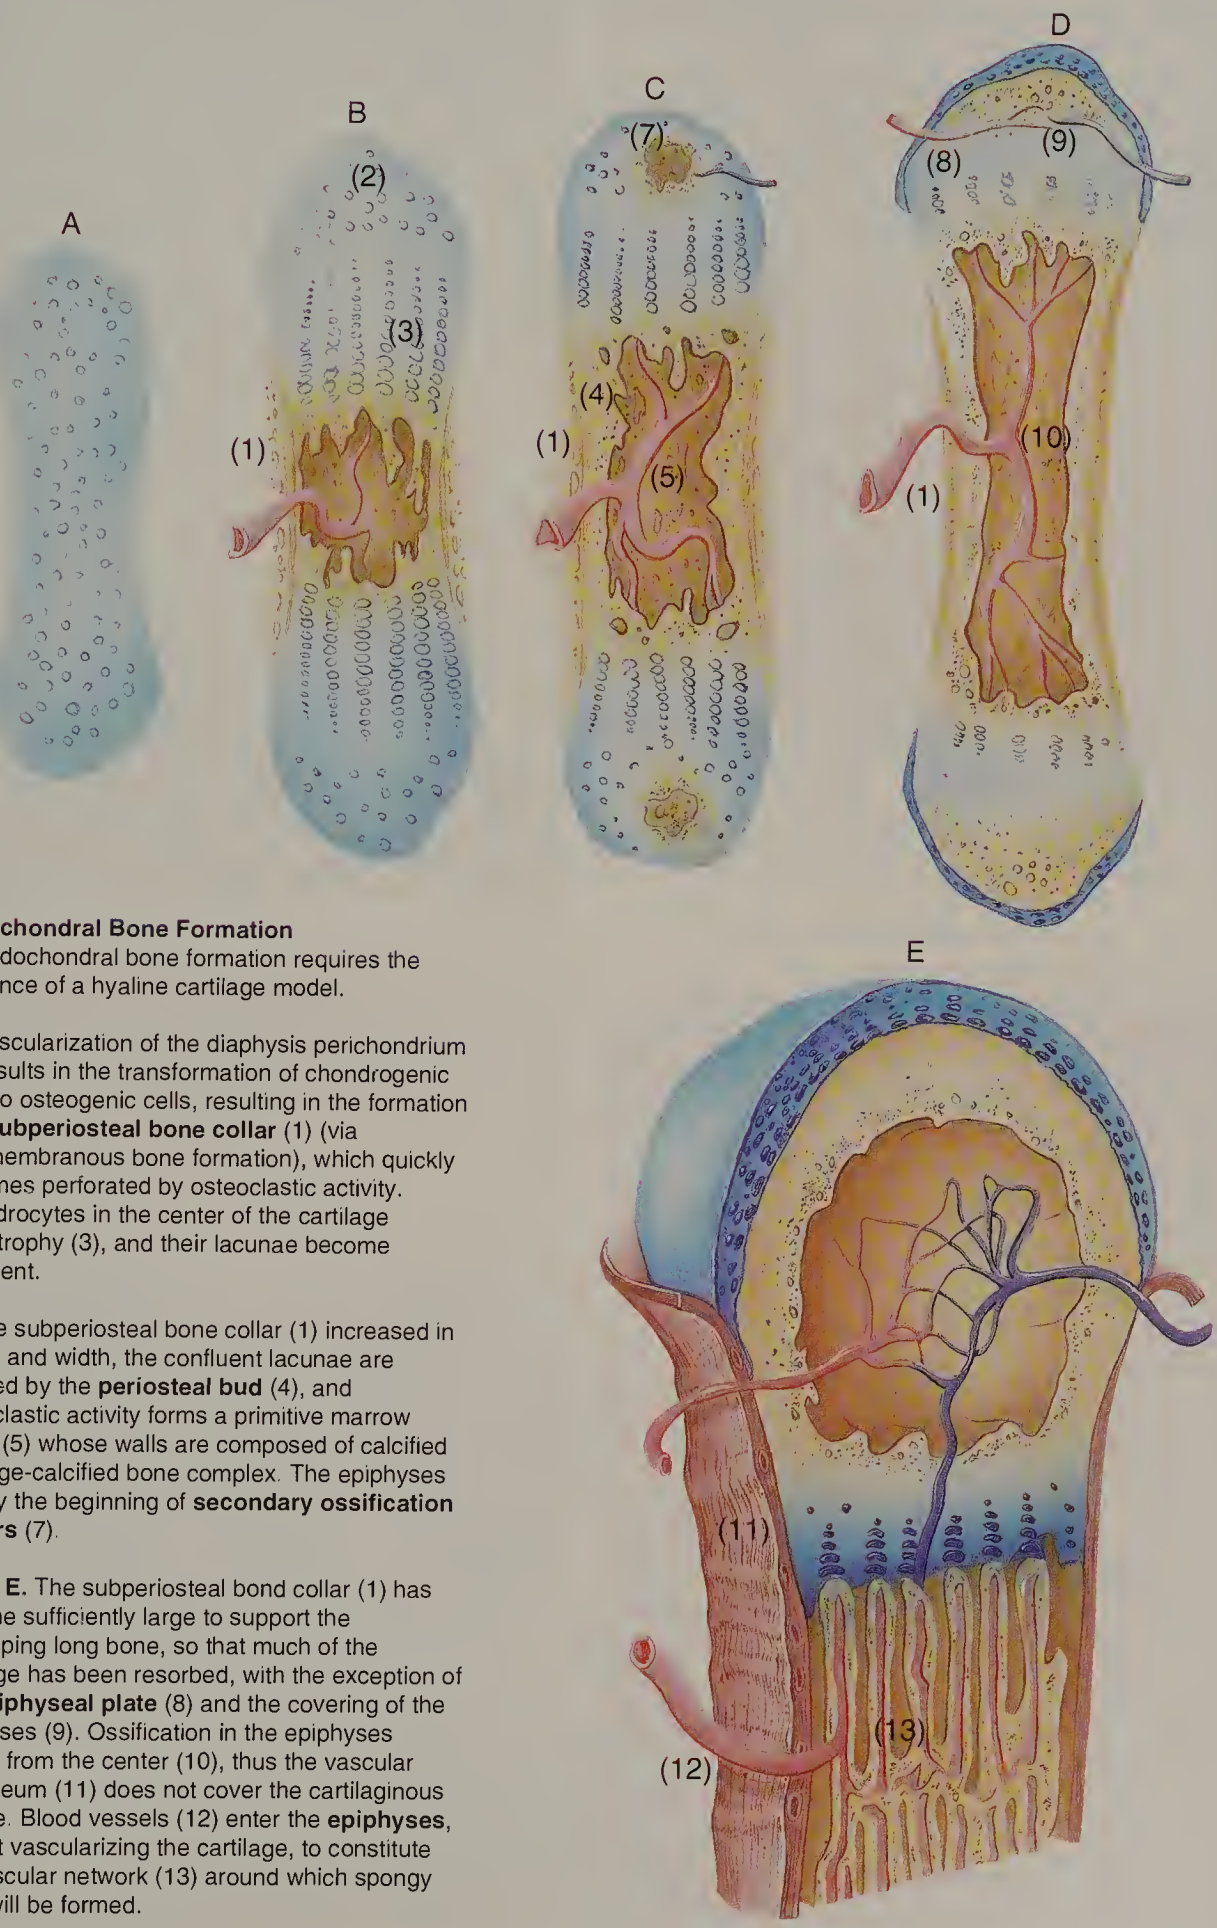 D
C
B
(7)
(9)
(8)
(2)
A
(3)
(4)
(1)
(1)
(10)
(5)
(1)
chondral Bone Formation
dochondral bone formation requires the
nce of a hyaline cartilage model.
scularization of the diaphysis perichondrium
sults in the transformation of chondrogenic
o osteogenic cells, resulting in the formation
ubperiosteal bone collar (1) (via
nembranous bone formation), which quickly
nes perforated by osteoclastic activity.
drocytes in the center of the cartilage
trophy (3), and their lacunae become
ent.
e subperiosteal bone collar (1) increased in
and width, the confluent lacunae are
ed by the periosteal bud (4), and
clastic activity forms a primitive marrow
(5) whose walls are composed of calcified
ge-calcified bone complex. The epiphyses
y the beginning of secondary ossification
rs (7).
E. The subperiosteal bond collar (1) has
ne sufficiently large to support the
ping long bone, so that much of the
ge has been resorbed, with the exception of
iphyseal plate (8) and the covering of the
ses (9). Ossification in the epiphyses
from the center (10), thus the vascular
eum (11) does not cover the cartilaginous
e. Blood vessels (12) enter the epiphyses,
t vascularizing the cartilage, to constitute
scular network (13) around which spongy
will be formed.
E
(11)
(13)
(12)